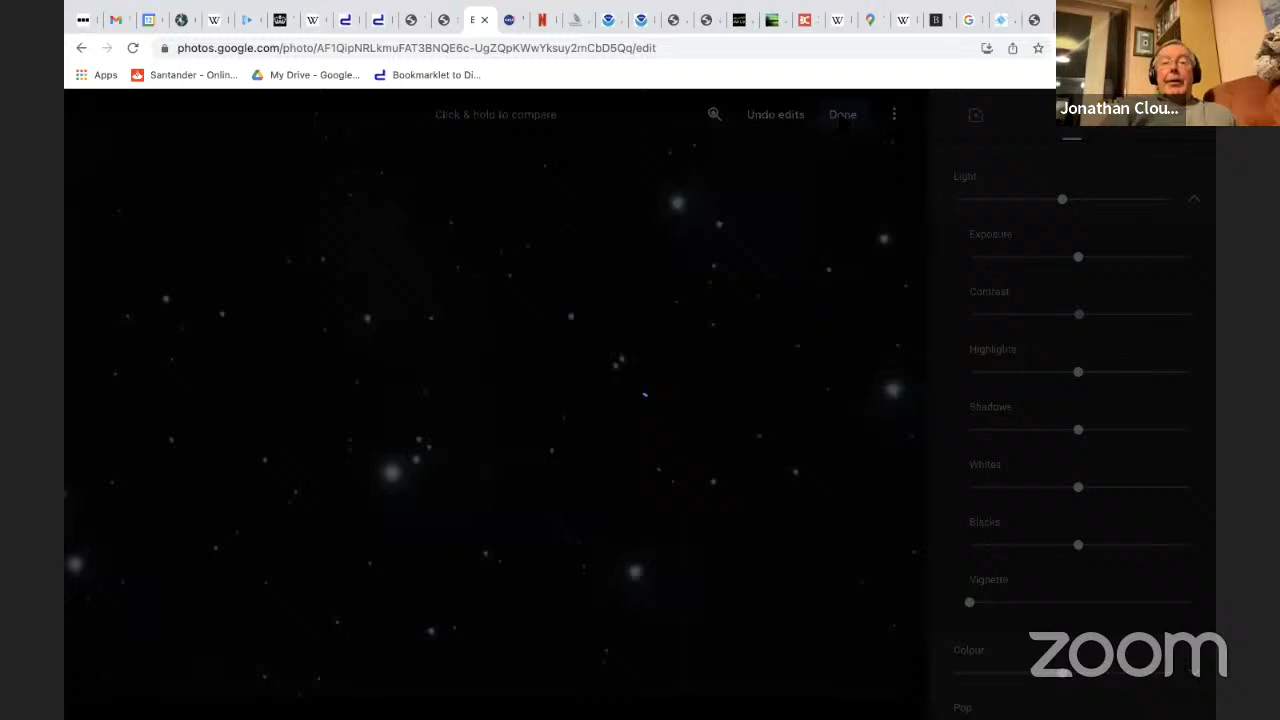 photos.google.com/photo/AF1QipNRLkmuFAT3BNQE6c-UgZQpKWwYksuy2mCbD5Qq/edit
Apps
Santander - Onlin...
My Drive - Google...
Bookmarklet to Di...
Jonathan Clou...
Click & hold to compare
Undo edits
Done
Light
Exposure
Contrast
Highlights
Shadows
Whites
Blacks
Vignette
Colour
Pop
zoom